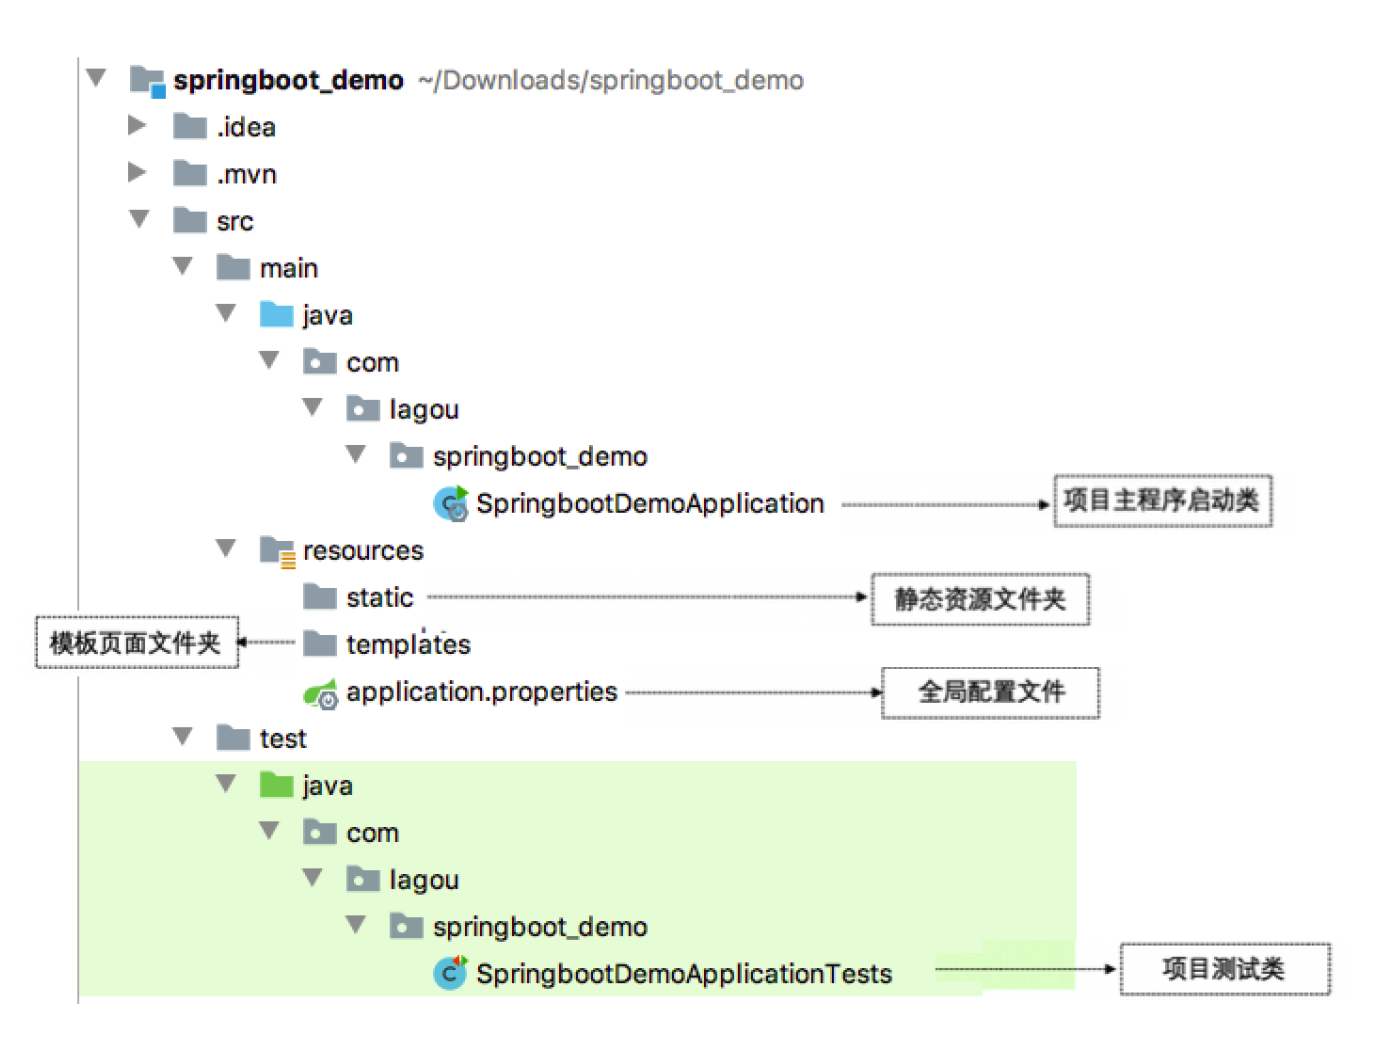 springboot_demo ~/Downloads/springboot_demo
.idea
.mvn
src
main
java
com
lagou
springboot_demo
SpringbootDemoApplication 项目主程序启动类
resources
static 静态资源文件夹
模板页面文件夹 templates
application.properties 全局配置文件
test
java
com
lagou
springboot_demo
SpringbootDemoApplicationTests 项目测试类